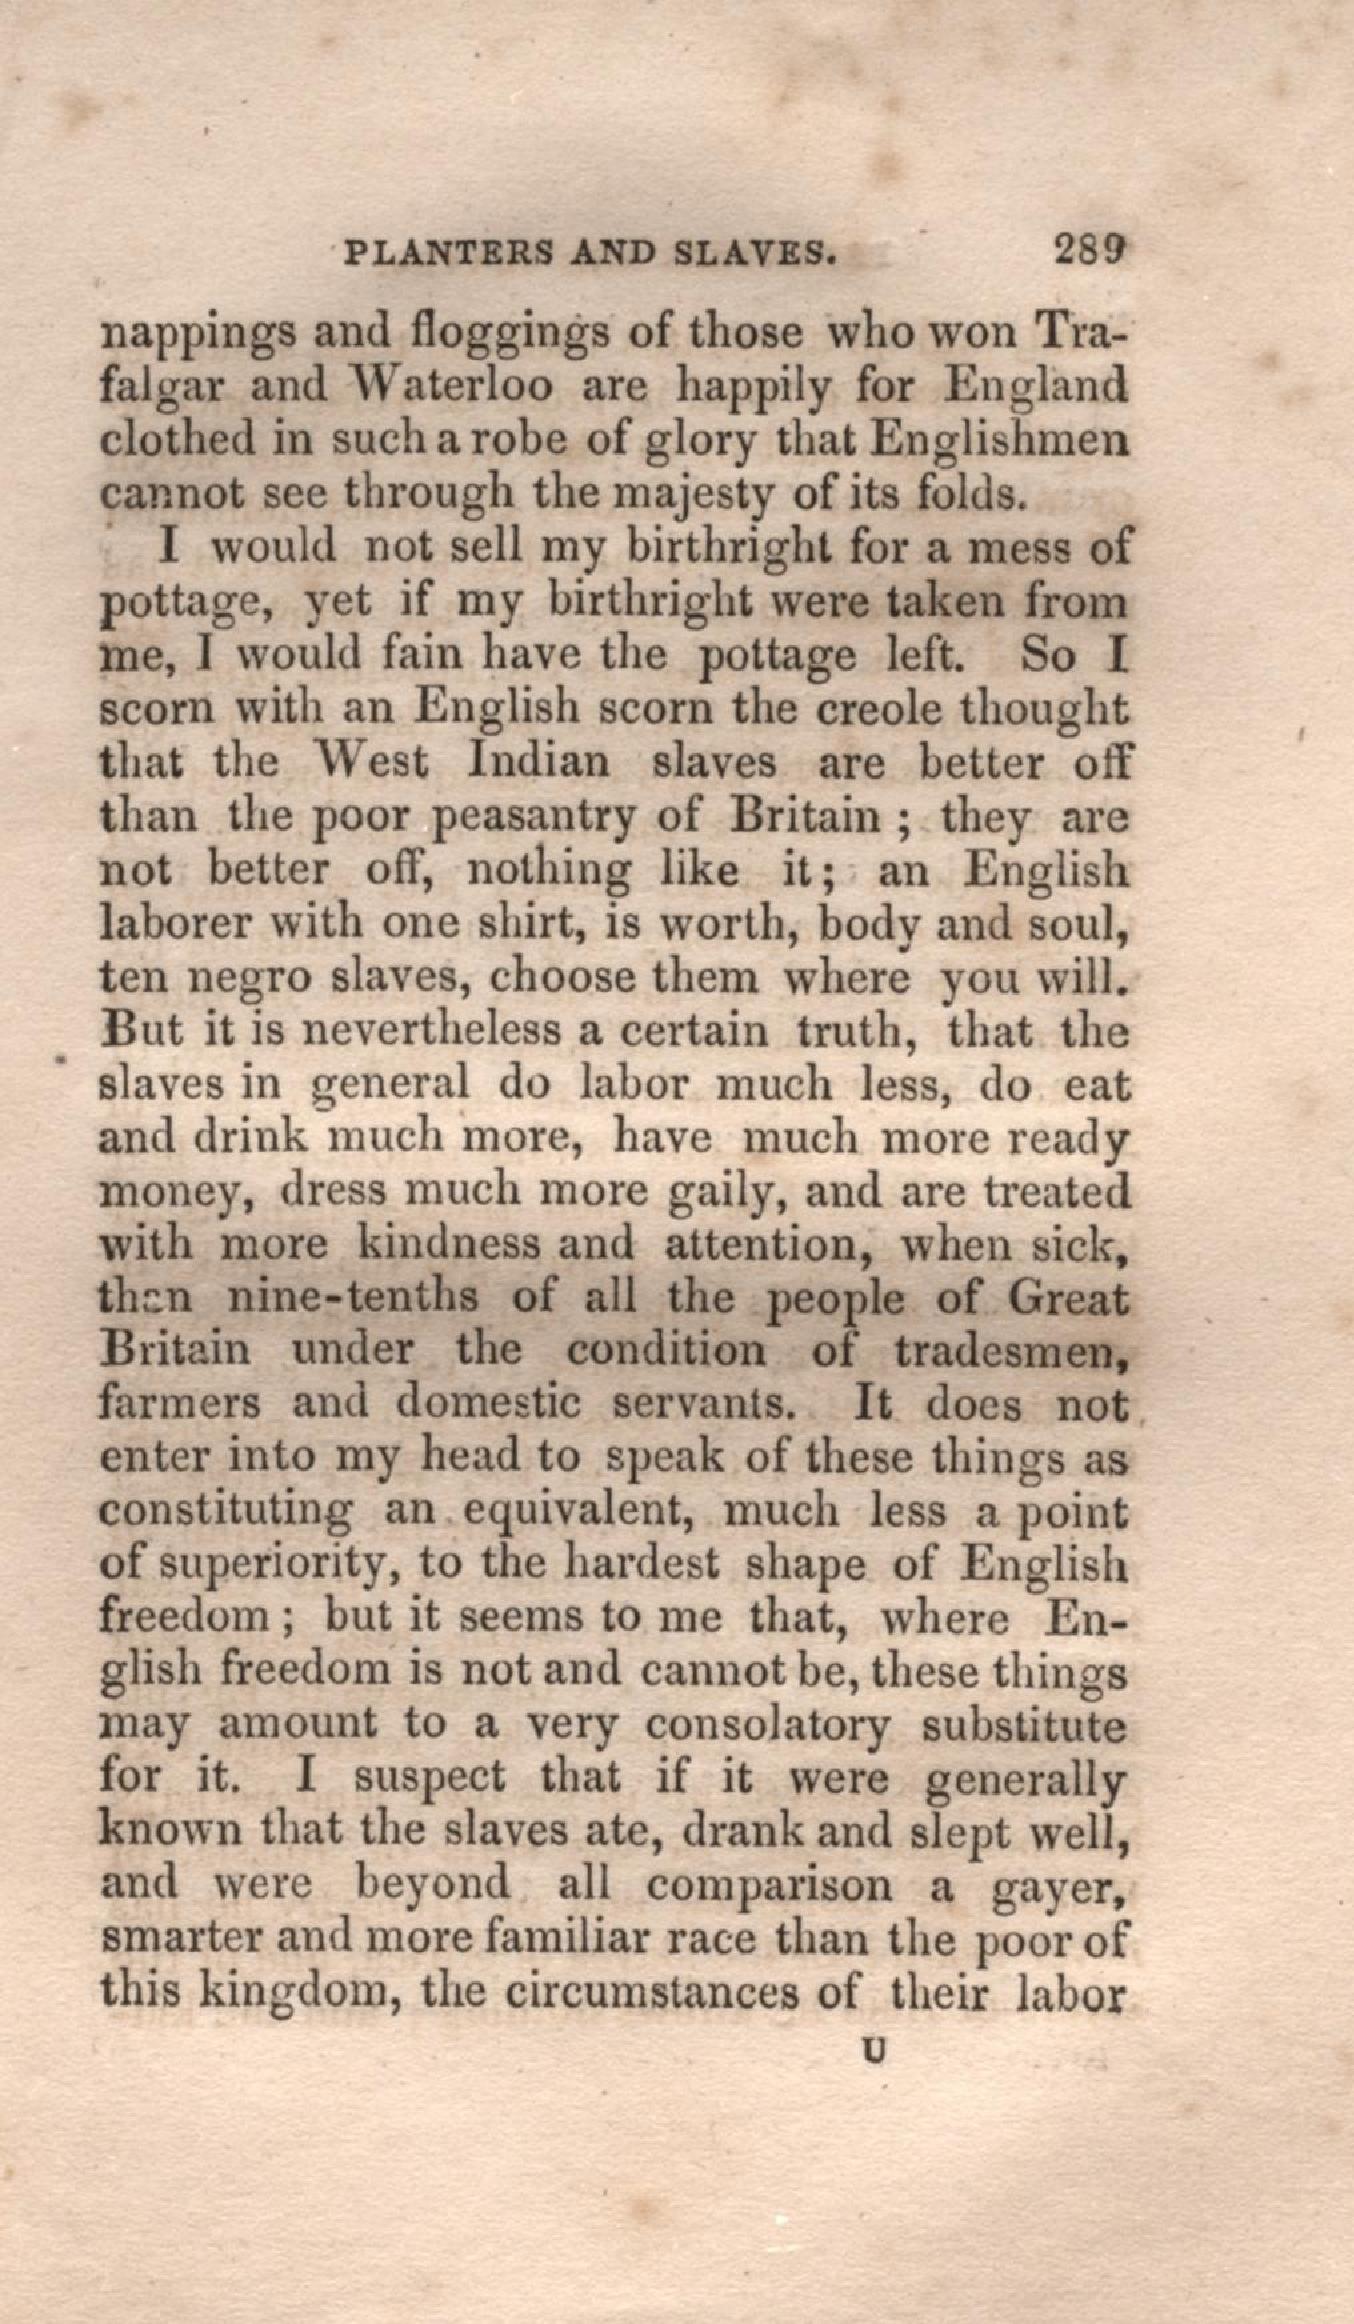 PLANTERS AND SLAVES. 289
nappings and floggings of those who won Tra-
falgar and Waterloo are happily for England
clothed in such a robe of glory that Englishmen
cannot see through the majesty of its folds.
I would not sell my birthright for a mess of
pottage, yet if my birthright were taken from
me, I would fain have the pottage left. So I
scorn with an English scorn the creole thought
that the West Indian slaves are better off
than the poor peasantry of Britain ; they are
not better off, nothing like it; an English
laborer with one shirt, is worth, body and soul,
ten negro slaves, choose them where you will.
But it is nevertheless a certain truth, that the
slaves in general do labor much less, do eat
and drink much more, have much more ready
money, dress much more gaily, and are treated
with more kindness and attention, when sick,
than nine-tenths of all the people of Great
Britain under the condition of tradesmen,
farmers and domestic servants. It does not
enter into my head to speak of these things as
constituting an equivalent, much less a point
of superiority, to the hardest shape of English
freedom ; but it seems to me that, where En-
glish freedom is not and cannot be, these things
may amount to a very consolatory substitute
for it. I suspect that if it were generally
known that the slaves ate, drank and slept well,
and were beyond all comparison a gayer,
smarter and more familiar race than the poor of
this kingdom, the circumstances of their labor
U